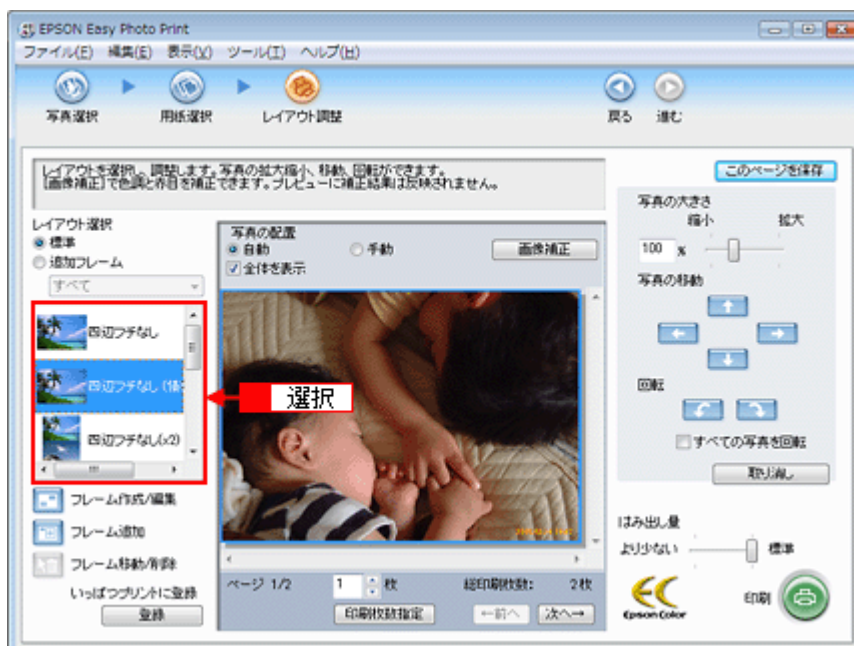 EPSON Easy Photo Print
ファイル(F) 編集(E) 表示(V) ツール(T) ヘルプ(H)
写真選択 用紙選択 レイアウト調整 戻る 進む
レイアウトを選択し、調整します。写真の拡大縮小、移動、回転ができます。
[画像補正]で色調と赤目を補正できます。プレビューに補正結果は反映されません。
このページを保存
レイアウト選択
標準
追加フレーム
すべて
四辺フチなし
四辺フチなし
四辺フチなし(x2)
選択
フレーム作成/編集
フレーム追加
フレーム移動/削除
いっぱつプリントに登録
登録
写真の配置
自動 手動
全体を表示
画像補正
ページ 1/2 1 枚 総印刷枚数: 2枚
印刷枚数指定 ←前へ 次へ→
写真の大きさ
縮小 拡大
100 %
写真の移動
回転
すべての写真を回転
取り消し
はみ出し量
より少ない 標準
Epson Color
印刷